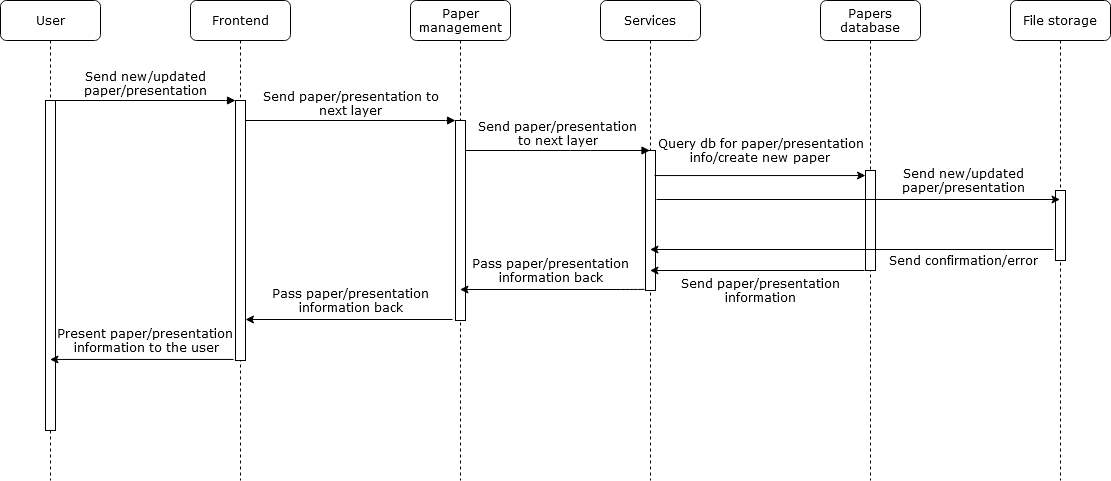 User
Frontend
Paper
management
Services
Papers
database
File storage
Send new/updated
paper/presentation
Send paper/presentation to
next layer
Send paper/presentation
to next layer
Query db for paper/presentation
info/create new paper
Send new/updated
paper/presentation
Send confirmation/error
Send paper/presentation
information
Pass paper/presentation
information back
Pass paper/presentation
information back
Present paper/presentation
information to the user